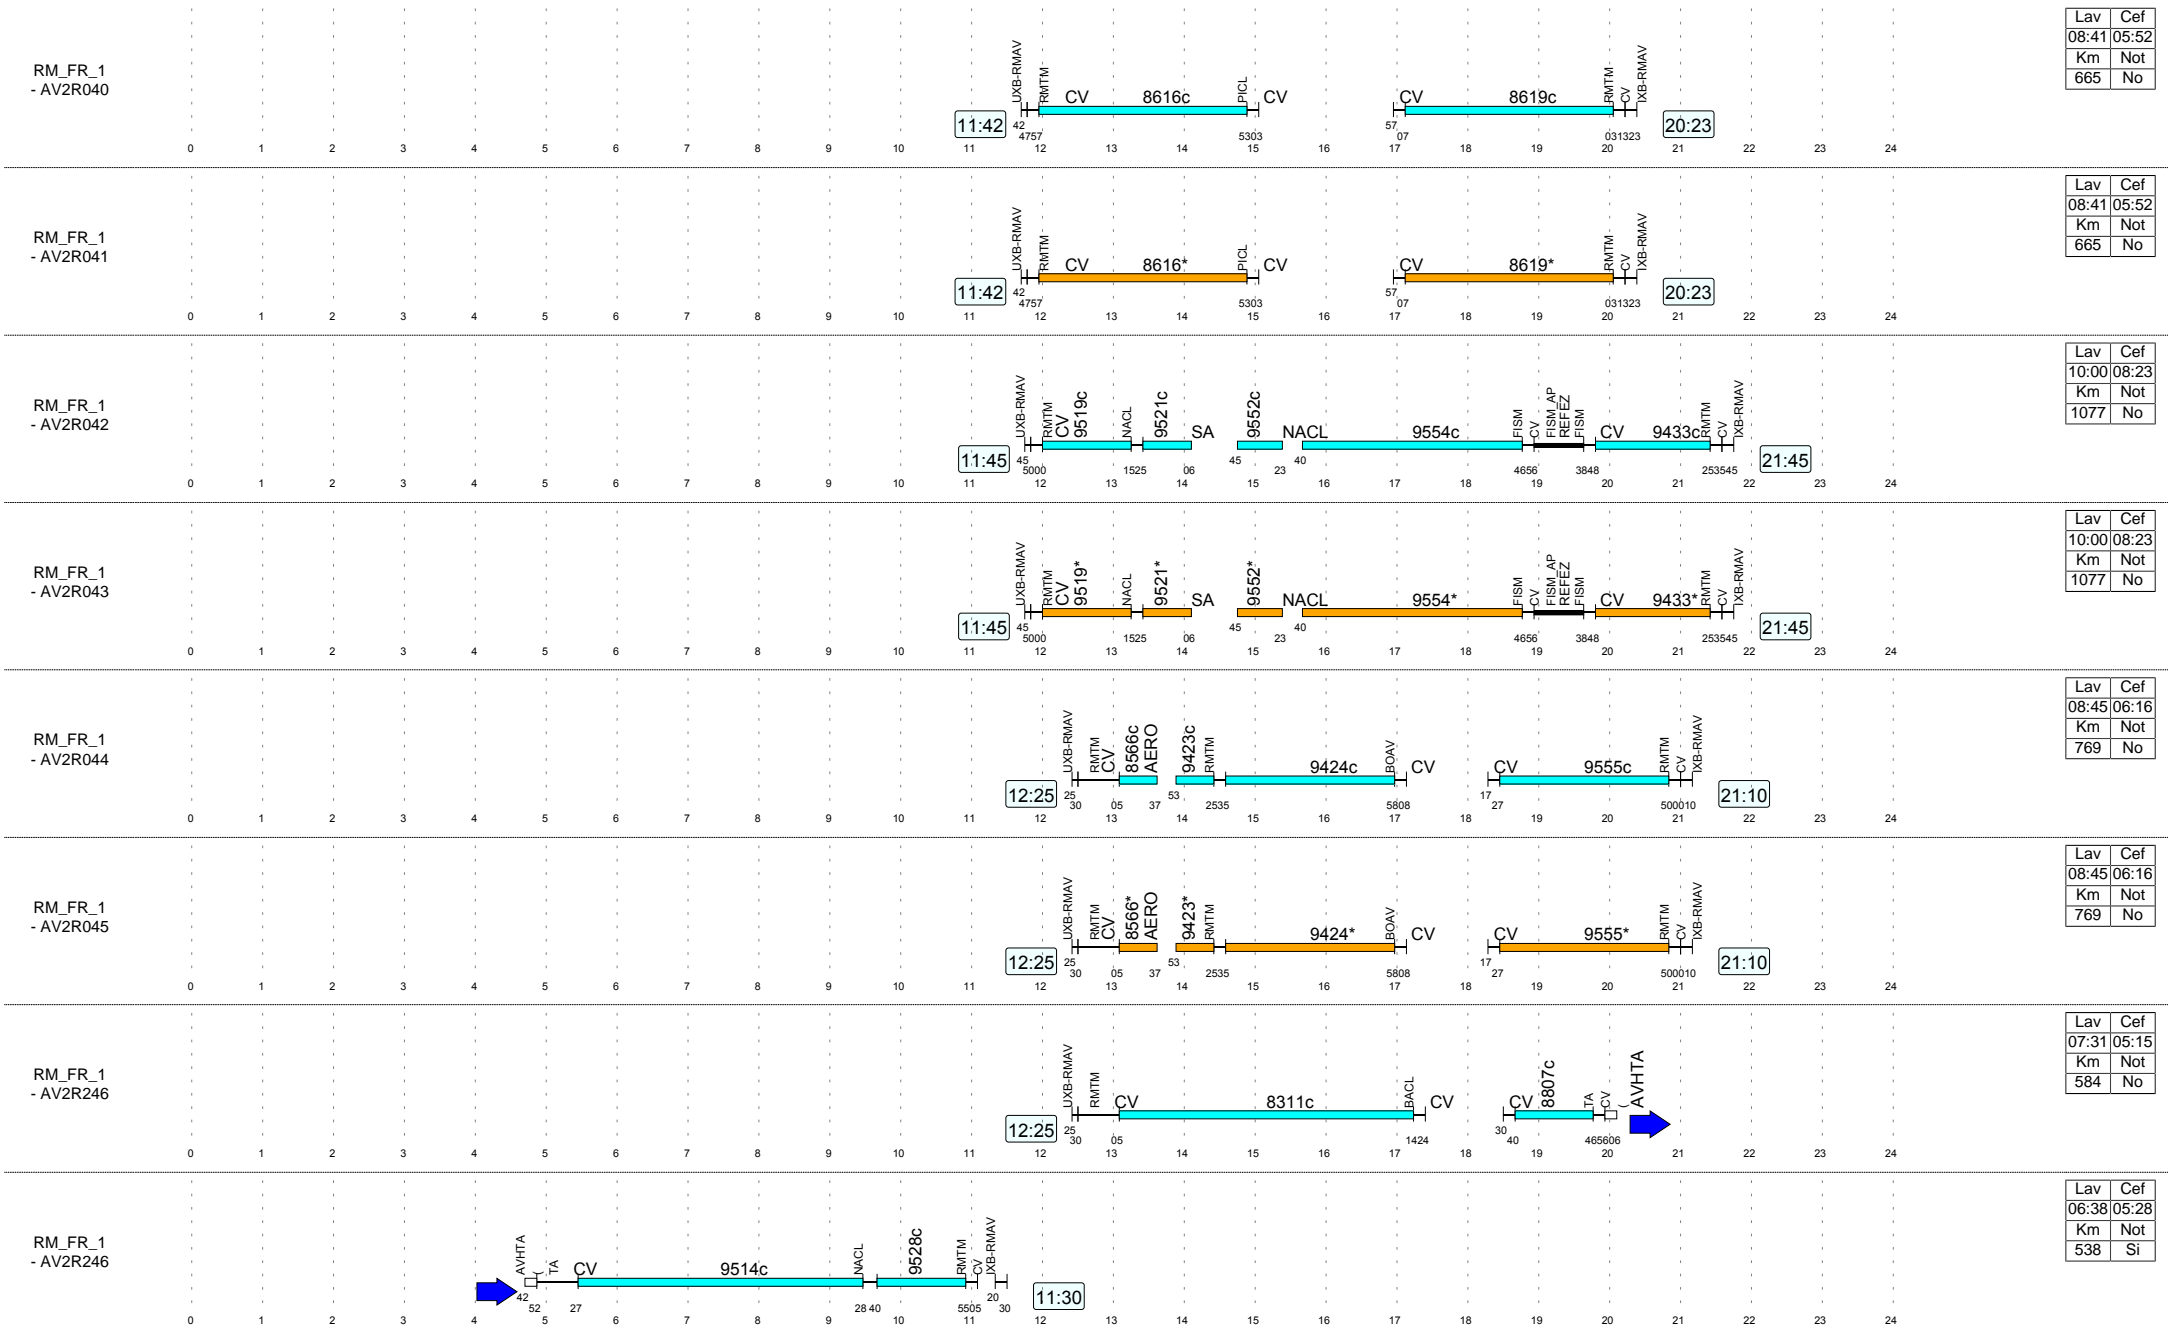 RM_FR_1
- AV2R040
11:42
UXB-RMAV RMTM CV 8616c PICL CV CV 8619c RMTM CV IXB-RMAV
42 4757 5303 57 07 031323
20:23
Lav Cef
08:41 05:52
Km Not
665 No
0 1 2 3 4 5 6 7 8 9 10 11 12 13 14 15 16 17 18 19 20 21 22 23 24
RM_FR_1
- AV2R041
11:42
UXB-RMAV RMTM CV 8616* PICL CV CV 8619* RMTM CV IXB-RMAV
42 4757 5303 57 07 031323
20:23
Lav Cef
08:41 05:52
Km Not
665 No
0 1 2 3 4 5 6 7 8 9 10 11 12 13 14 15 16 17 18 19 20 21 22 23 24
RM_FR_1
- AV2R042
11:45
UXB-RMAV RMTM CV 9519c NACL 9521c SA 9552c NACL 9554c FISM CV FISM_AP REFEZ FISM CV 9433c RMTM CV IXB-RMAV
45 5000 1525 06 45 23 40 4656 3848 253545
21:45
Lav Cef
10:00 08:23
Km Not
1077 No
0 1 2 3 4 5 6 7 8 9 10 11 12 13 14 15 16 17 18 19 20 21 22 23 24
RM_FR_1
- AV2R043
11:45
UXB-RMAV RMTM CV 9519* NACL 9521* SA 9552* NACL 9554* FISM CV FISM_AP REFEZ FISM CV 9433* RMTM CV IXB-RMAV
45 5000 1525 06 45 23 40 4656 3848 253545
21:45
Lav Cef
10:00 08:23
Km Not
1077 No
0 1 2 3 4 5 6 7 8 9 10 11 12 13 14 15 16 17 18 19 20 21 22 23 24
RM_FR_1
- AV2R044
12:25
UXB-RMAV RMTM CV 8566c AERO 9423c RMTM 9424c BOAV CV CV 9555c RMTM CV IXB-RMAV
25 30 05 37 53 2535 5808 17 27 500010
21:10
Lav Cef
08:45 06:16
Km Not
769 No
0 1 2 3 4 5 6 7 8 9 10 11 12 13 14 15 16 17 18 19 20 21 22 23 24
RM_FR_1
- AV2R045
12:25
UXB-RMAV RMTM CV 8566* AERO 9423* RMTM 9424* BOAV CV CV 9555* RMTM CV IXB-RMAV
25 30 05 37 53 2535 5808 17 27 500010
21:10
Lav Cef
08:45 06:16
Km Not
769 No
0 1 2 3 4 5 6 7 8 9 10 11 12 13 14 15 16 17 18 19 20 21 22 23 24
RM_FR_1
- AV2R246
12:25
UXB-RMAV RMTM CV 8311c BACL CV CV 8807c TA CV ( AVHTA
25 30 05 1424 30 40 465606
Lav Cef
07:31 05:15
Km Not
584 No
0 1 2 3 4 5 6 7 8 9 10 11 12 13 14 15 16 17 18 19 20 21 22 23 24
RM_FR_1
- AV2R246
AVHTA ( TA CV 9514c NACL 9528c RMTM CV IXB-RMAV
42 52 27 28 40 5505 20 30
11:30
Lav Cef
06:38 05:28
Km Not
538 Si
0 1 2 3 4 5 6 7 8 9 10 11 12 13 14 15 16 17 18 19 20 21 22 23 24